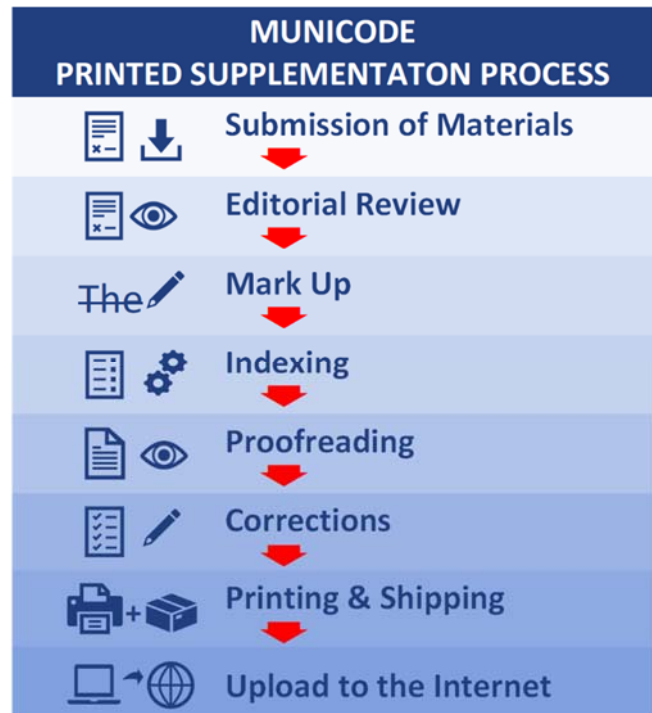 MUNICODE
PRINTED SUPPLEMENTATON PROCESS
Submission of Materials
Editorial Review
The Mark Up
Indexing
Proofreading
Corrections
+ Printing & Shipping
Upload to the Internet